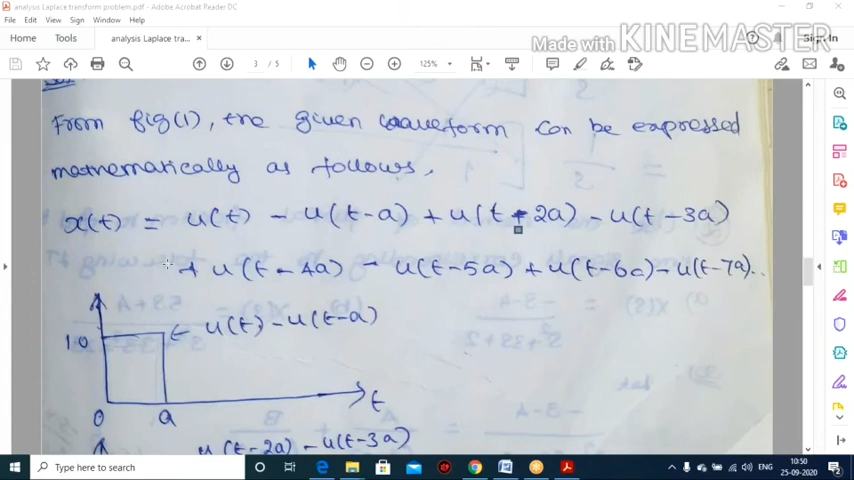 analysis Laplace transform problem.pdf - Adobe Acrobat Reader DC
File Edit View Sign Window Help
Home Tools analysis Laplace tra... × Sign In
Made with KINEMASTER
3 / 5 125%
From fig(1), the given waveform can be expressed
mathematically as follows.
x(t) = u(t) - u(t-a) + u(t-2a) - u(t-3a)
+ u(t-4a) - u(t-5a) + u(t-6a) - u(t-7a)..
1.0 u(t) - u(t-a)
t
0 a
u(t-2a) - u(t-3a)
Type here to search
ENG 10:50
25-09-2020
2